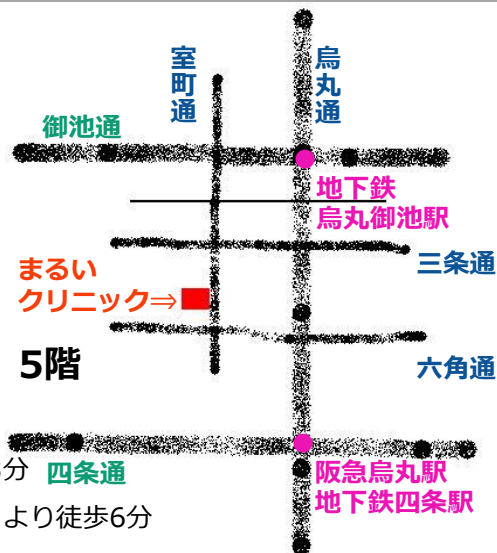 室町通
烏丸通
御池通
地下鉄
烏丸御池駅
三条通
まるい
クリニック⇒
5階
六角通
分
四条通
阪急烏丸駅
地下鉄四条駅
より徒歩6分